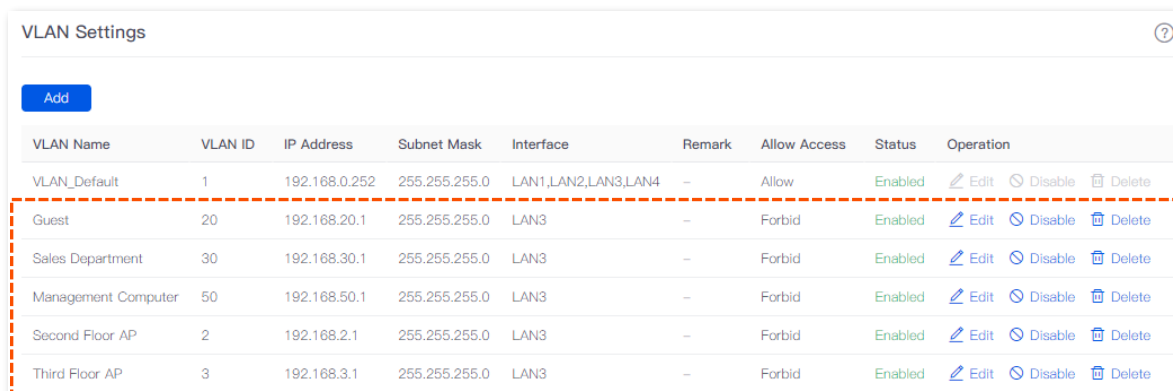 VLAN Settings
?
Add
VLAN Name VLAN ID IP Address Subnet Mask Interface Remark Allow Access Status Operation
VLAN_Default 1 192.168.0.252 255.255.255.0 LAN1,LAN2,LAN3,LAN4 – Allow Enabled Edit Disable Delete
Guest 20 192.168.20.1 255.255.255.0 LAN3 – Forbid Enabled Edit Disable Delete
Sales Department 30 192.168.30.1 255.255.255.0 LAN3 – Forbid Enabled Edit Disable Delete
Management Computer 50 192.168.50.1 255.255.255.0 LAN3 – Forbid Enabled Edit Disable Delete
Second Floor AP 2 192.168.2.1 255.255.255.0 LAN3 – Forbid Enabled Edit Disable Delete
Third Floor AP 3 192.168.3.1 255.255.255.0 LAN3 – Forbid Enabled Edit Disable Delete